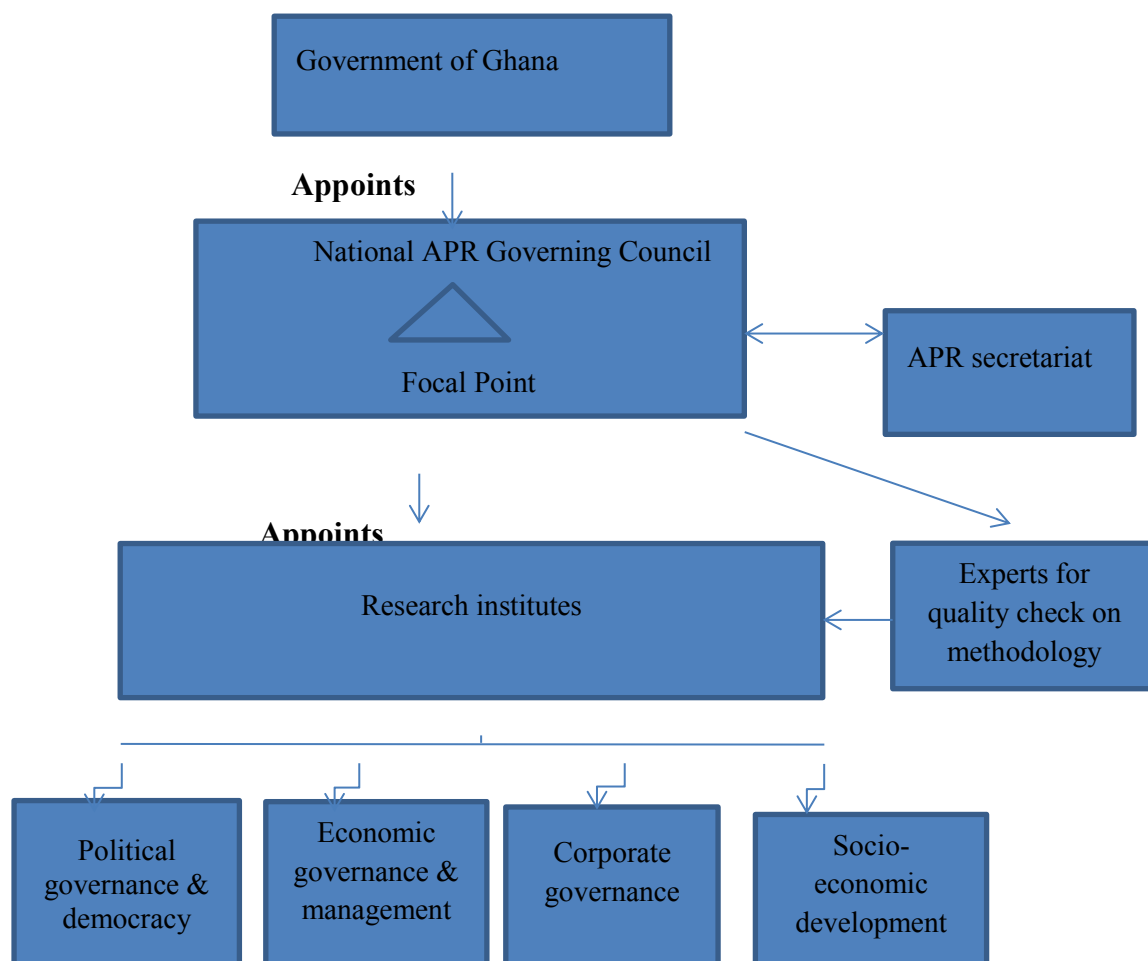 Government of Ghana
Appoints
National APR Governing Council
Focal Point
APR secretariat
Appoints
Research institutes
Experts for
quality check on
methodology
Political
governance &
democracy
Economic
governance &
management
Corporate
governance
Socio-
economic
development